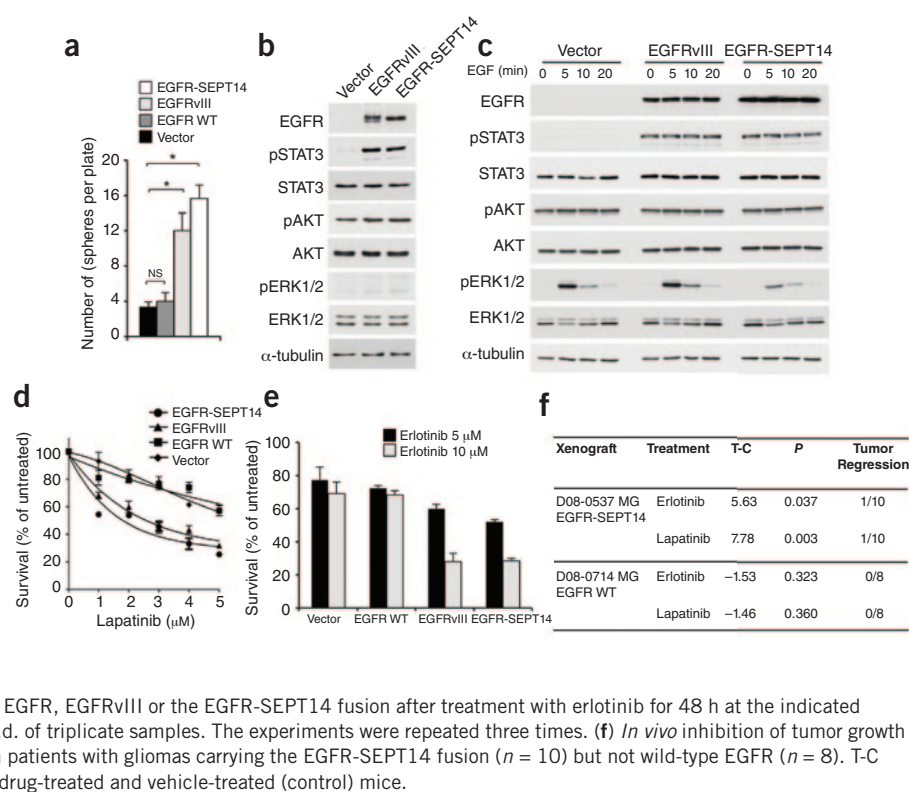 a
EGFR-SEPT14
EGFRvIII
EGFR WT
Vector
Number of (spheres per plate)
20
16
12
8
4
0
*
*
NS
b
Vector
EGFRvIII
EGFR-SEPT14
EGFR
pSTAT3
STAT3
pAKT
AKT
pERK1/2
ERK1/2
α-tubulin
c
Vector EGFRvIII EGFR-SEPT14
EGF (min) 0 5 10 20 0 5 10 20 0 5 10 20
EGFR
pSTAT3
STAT3
pAKT
AKT
pERK1/2
ERK1/2
α-tubulin
d
EGFR-SEPT14
EGFRvIII
EGFR WT
Vector
Survival (% of untreated)
100
80
60
40
20
0
0 1 2 3 4 5
Lapatinib (μM)
e
Erlotinib 5 μM
Erlotinib 10 μM
Survival (% of untreated)
100
80
60
40
20
0
Vector EGFR WT EGFRvIII EGFR-SEPT14
f
Xenograft Treatment T-C P Tumor
Regression
D08-0537 MG Erlotinib 5.63 0.037 1/10
EGFR-SEPT14
Lapatinib 7.78 0.003 1/10
D08-0714 MG Erlotinib –1.53 0.323 0/8
EGFR WT
Lapatinib –1.46 0.360 0/8
EGFR, EGFRvIII or the EGFR-SEPT14 fusion after treatment with erlotinib for 48 h at the indicated
.d. of triplicate samples. The experiments were repeated three times. (f) In vivo inhibition of tumor growth
patients with gliomas carrying the EGFR-SEPT14 fusion (n = 10) but not wild-type EGFR (n = 8). T-C
drug-treated and vehicle-treated (control) mice.